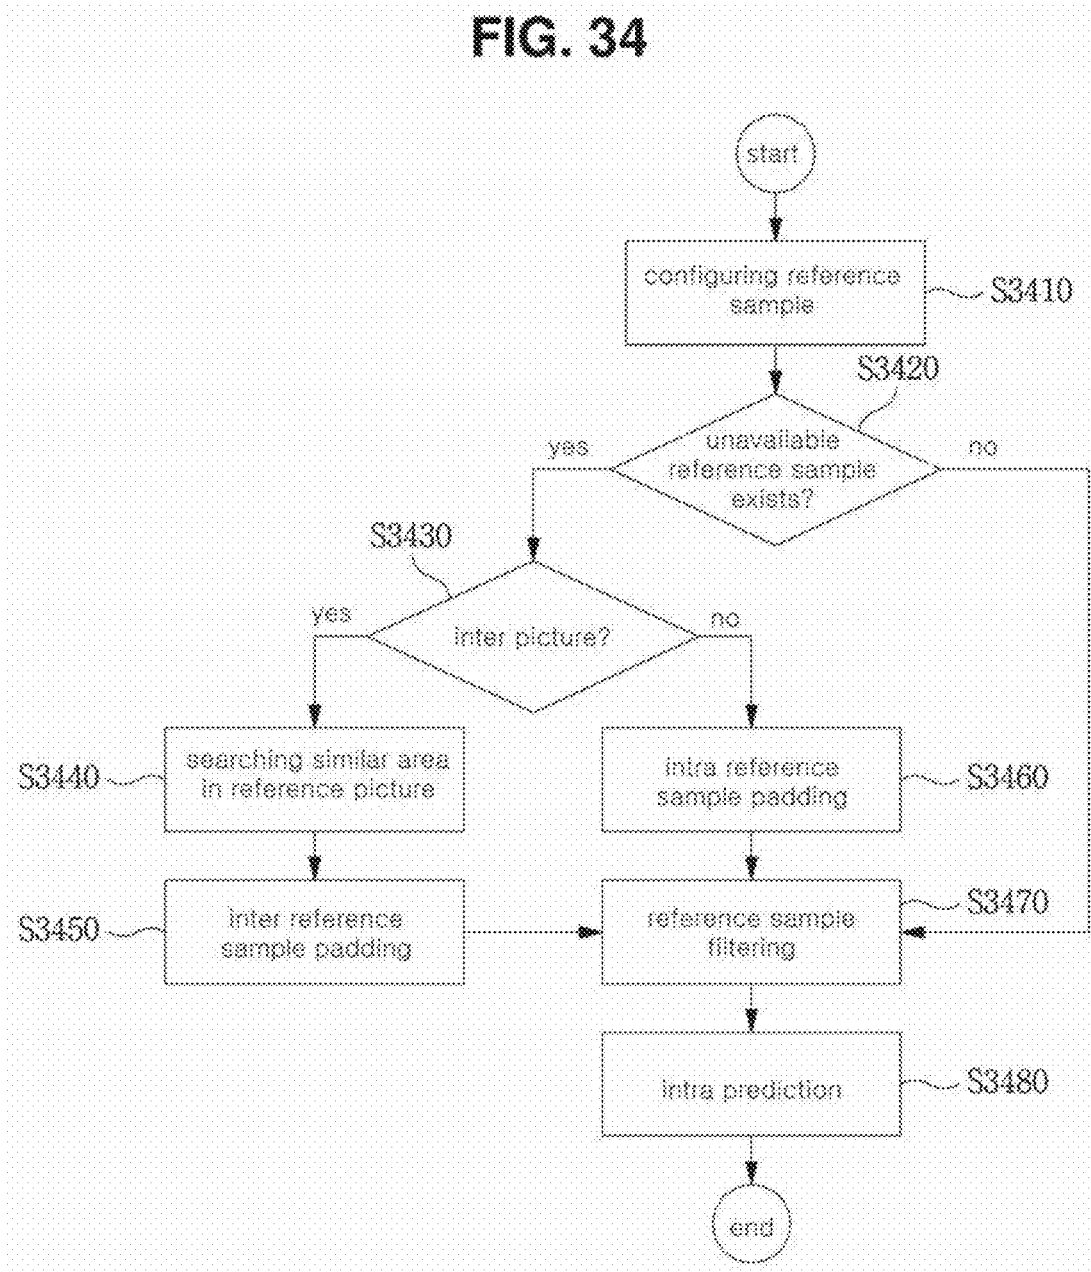 FIG. 34
start
configuring reference
sample
S3410
S3420
unavailable
reference sample
exists?
yes
no
S3430
inter picture?
yes
no
searching similar area
in reference picture
S3440
intra reference
sample padding
S3460
inter reference
sample padding
S3450
reference sample
filtering
S3470
intra prediction
S3480
end